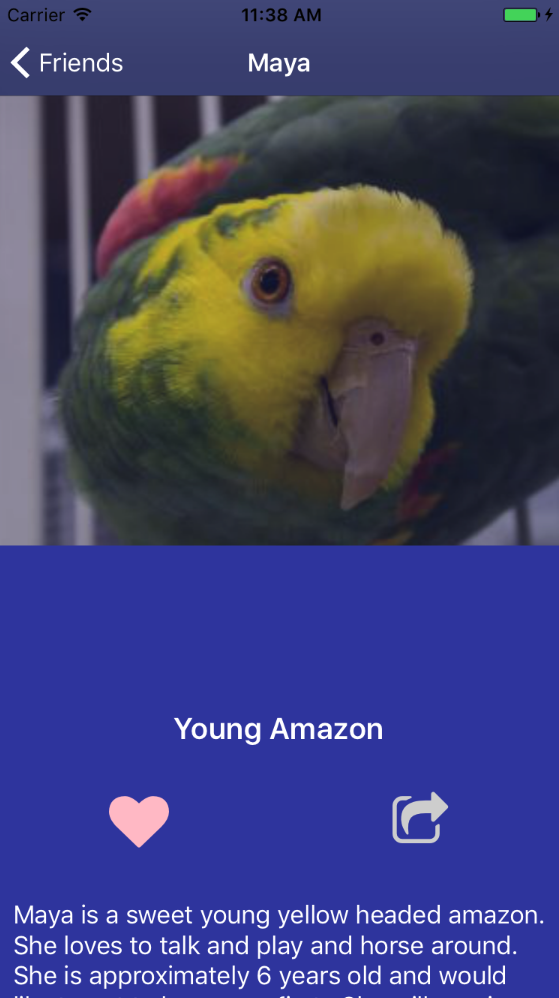 Carrier 11:38 AM
Friends Maya
Young Amazon
Maya is a sweet young yellow headed amazon.
She loves to talk and play and horse around.
She is approximately 6 years old and would